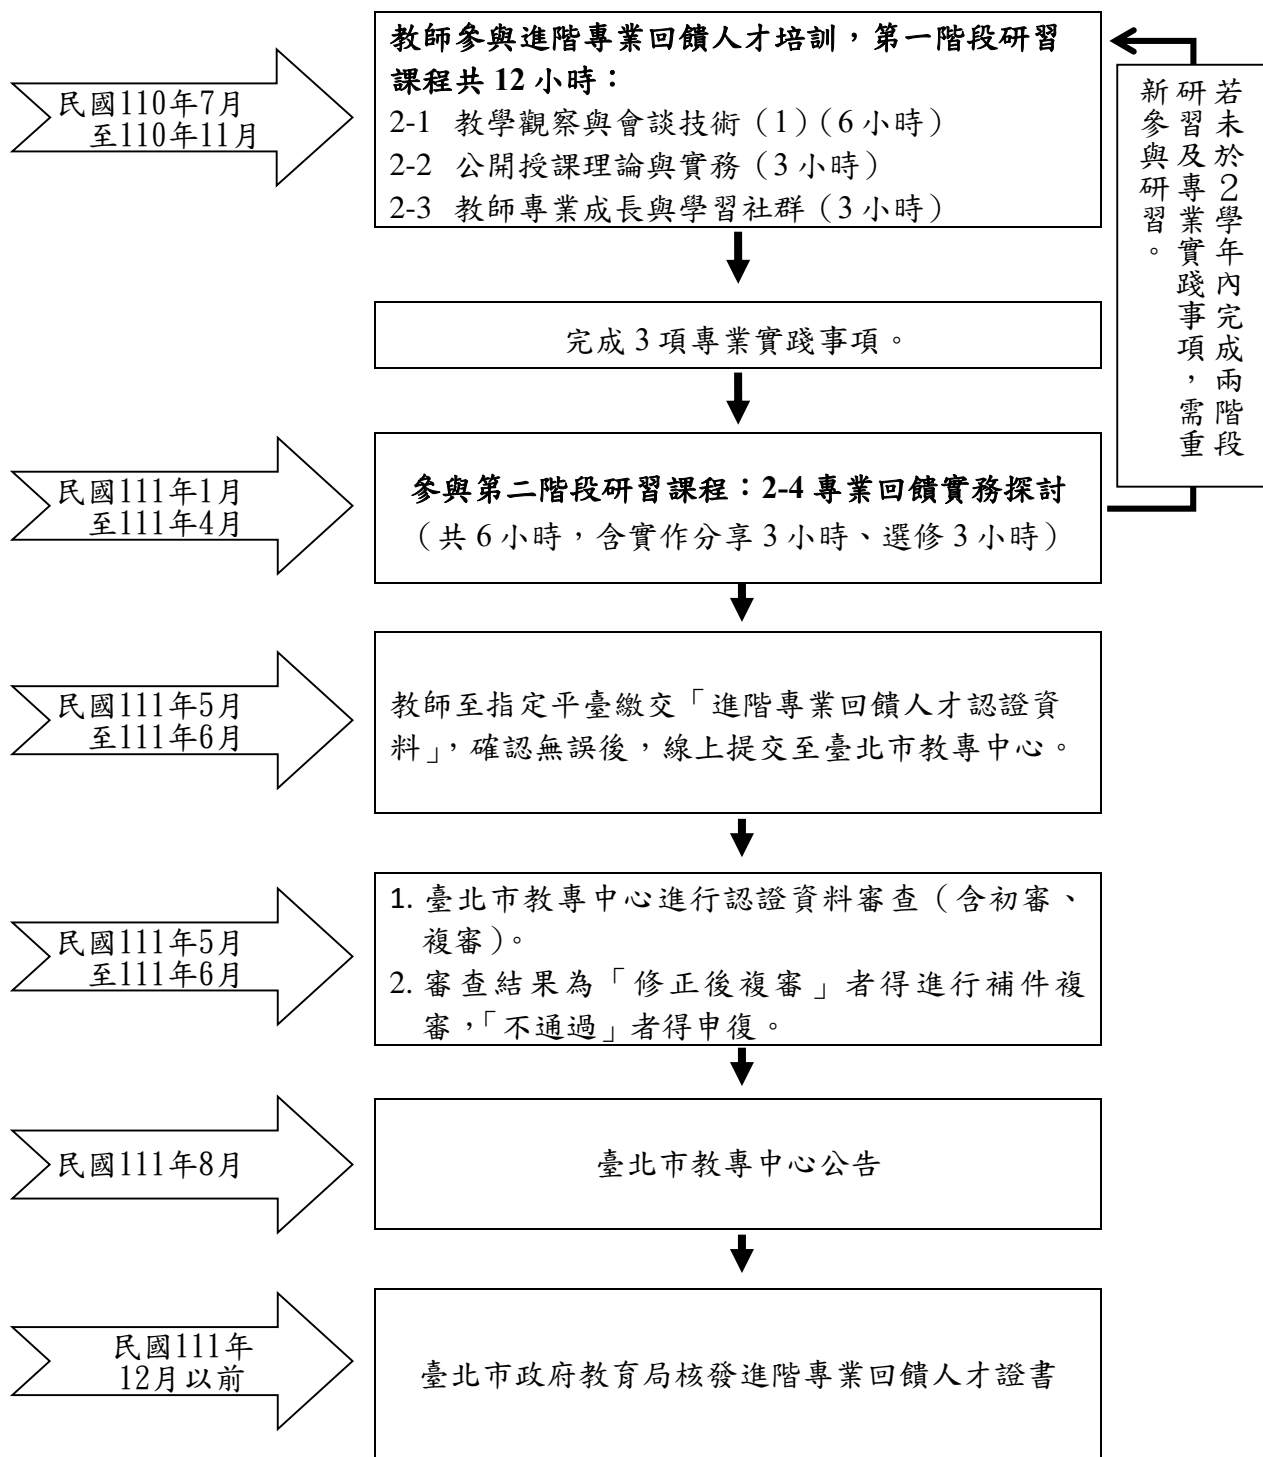 民國110年7月
至110年11月
教師參與進階專業回饋人才培訓，第一階段研習
課程共 12 小時：
2-1 教學觀察與會談技術（1）（6 小時）
2-2 公開授課理論與實務（3 小時）
2-3 教師專業成長與學習社群（3 小時）
若未於2學年內完成兩階段
研習及專業實踐事項，需重
新參與研習。
完成 3 項專業實踐事項。
民國111年1月
至111年4月
參與第二階段研習課程：2-4 專業回饋實務探討
（共 6 小時，含實作分享 3 小時、選修 3 小時）
民國111年5月
至111年6月
教師至指定平臺繳交「進階專業回饋人才認證資
料」，確認無誤後，線上提交至臺北市教專中心。
民國111年5月
至111年6月
1. 臺北市教專中心進行認證資料審查（含初審、
複審）。
2. 審查結果為「修正後複審」者得進行補件複
審，「不通過」者得申復。
民國111年8月
臺北市教專中心公告
民國111年
12月以前
臺北市政府教育局核發進階專業回饋人才證書